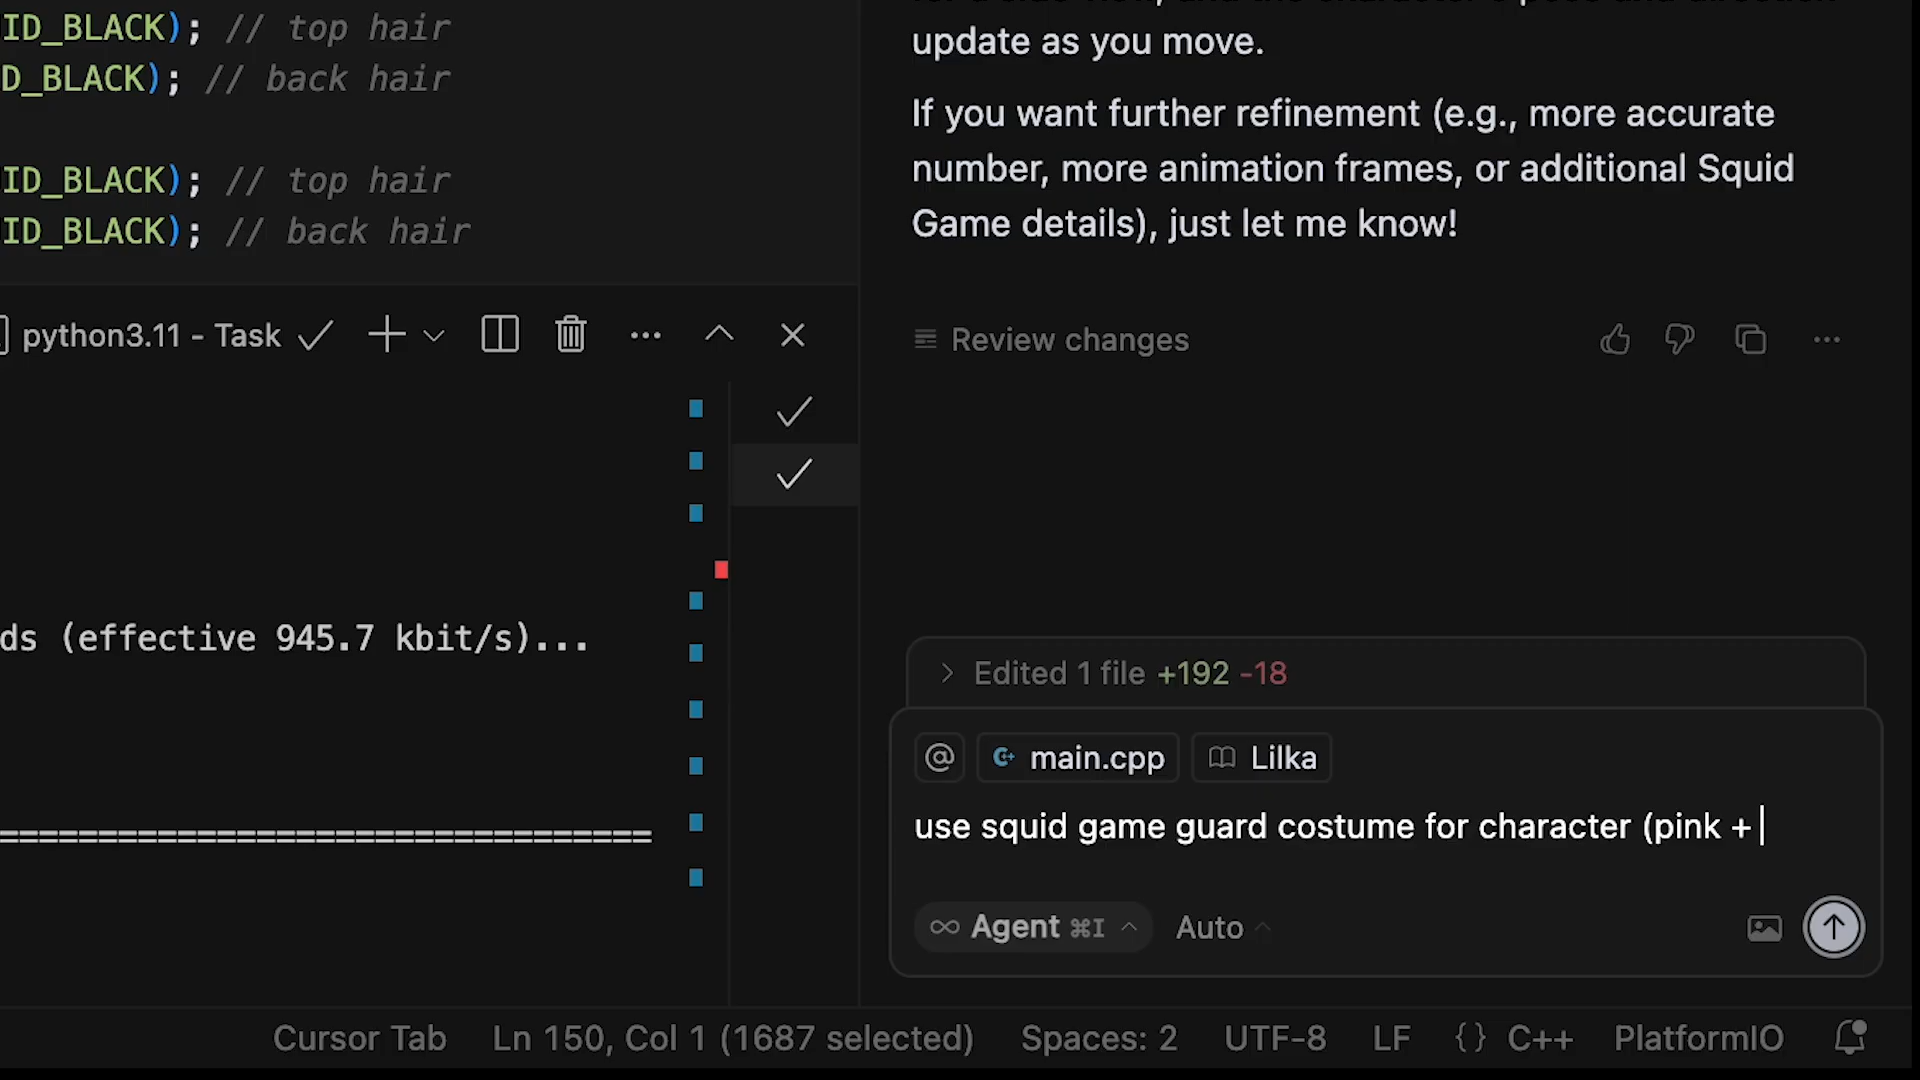 ID_BLACK); // top hair
D_BLACK); // back hair
ID_BLACK); // top hair
ID_BLACK); // back hair
python3.11 - Task
ds (effective 945.7 kbit/s)...
=================================
update as you move.
If you want further refinement (e.g., more accurate
number, more animation frames, or additional Squid
Game details), just let me know!
Review changes
Edited 1 file +192 -18
@ main.cpp Lilka
use squid game guard costume for character (pink +
Agent ⌘I Auto
Cursor Tab Ln 150, Col 1 (1687 selected) Spaces: 2 UTF-8 LF {} C++ PlatformIO